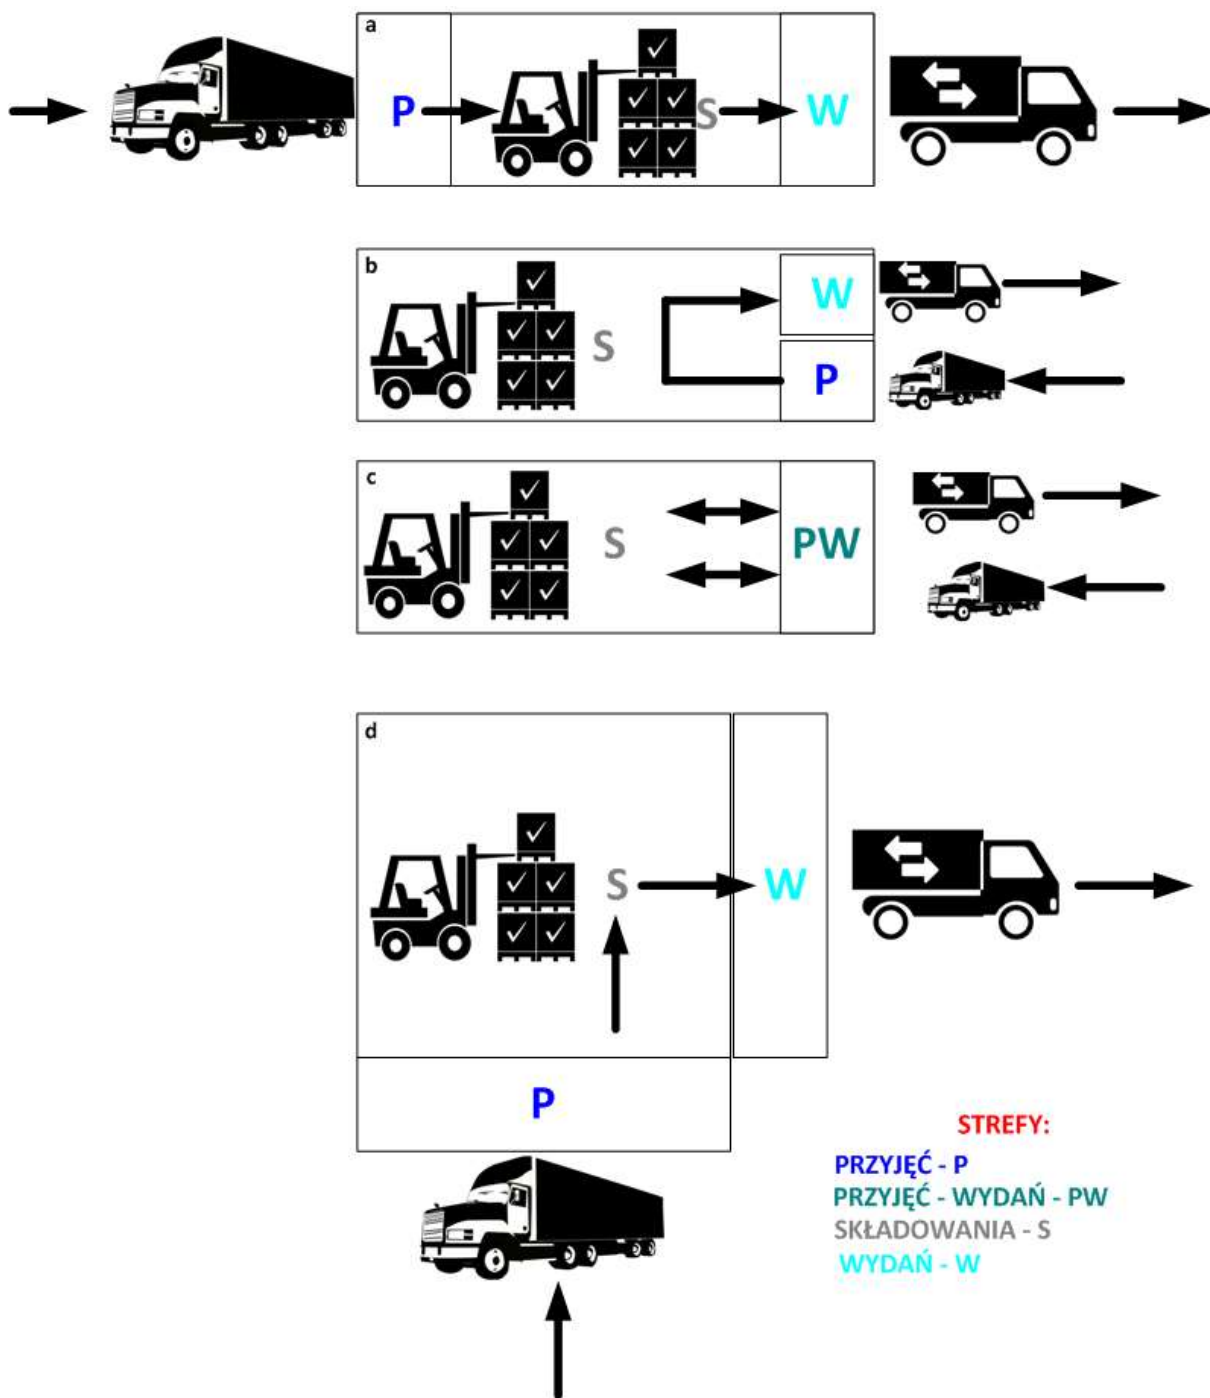 a
P
S
W
b
W
S
P
c
S
PW
d
S
W
P
STREFY:
PRZYJĘĆ - P
PRZYJĘĆ - WYDAŃ - PW
SKŁADOWANIA - S
WYDAŃ - W